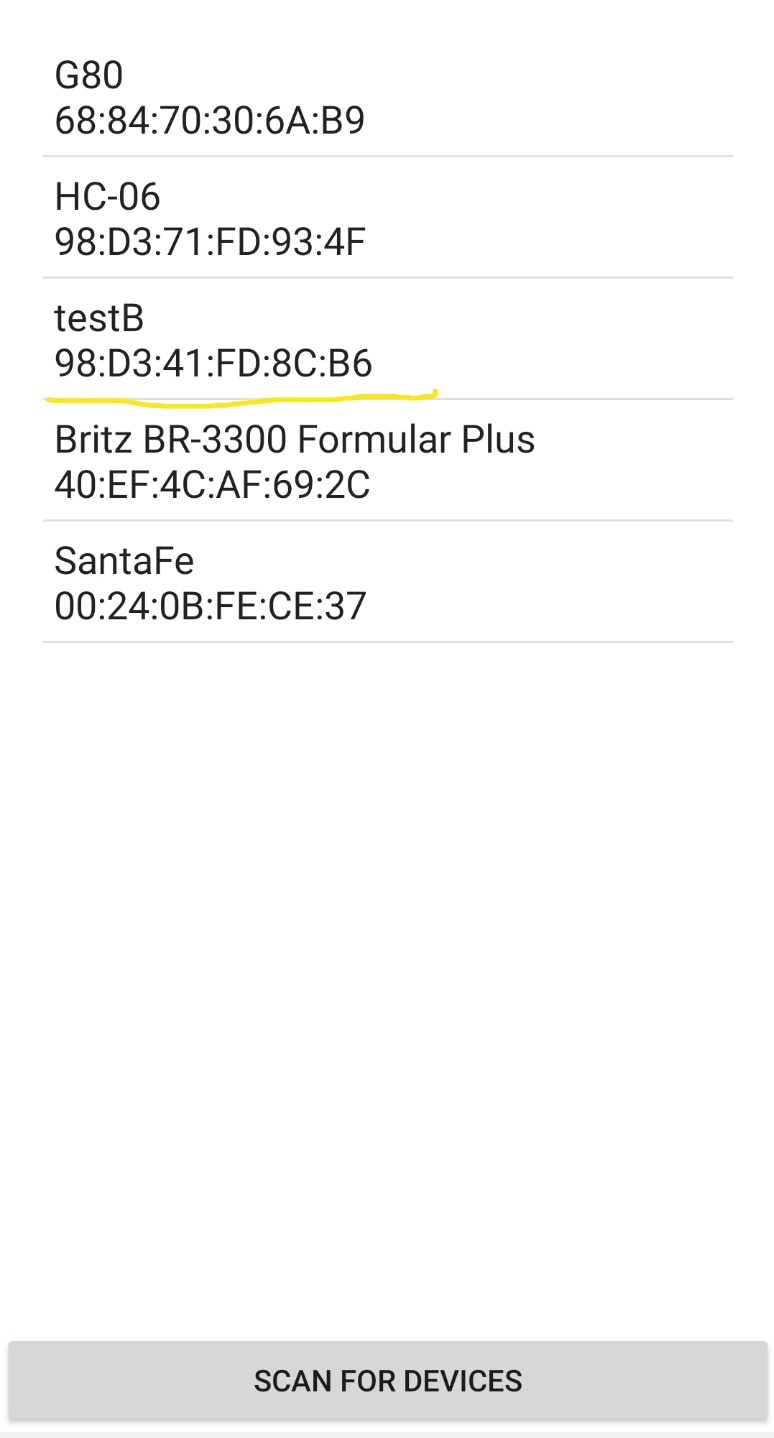 G80
68:84:70:30:6A:B9
HC-06
98:D3:71:FD:93:4F
testB
98:D3:41:FD:8C:B6
Britz BR-3300 Formular Plus
40:EF:4C:AF:69:2C
SantaFe
00:24:0B:FE:CE:37
SCAN FOR DEVICES